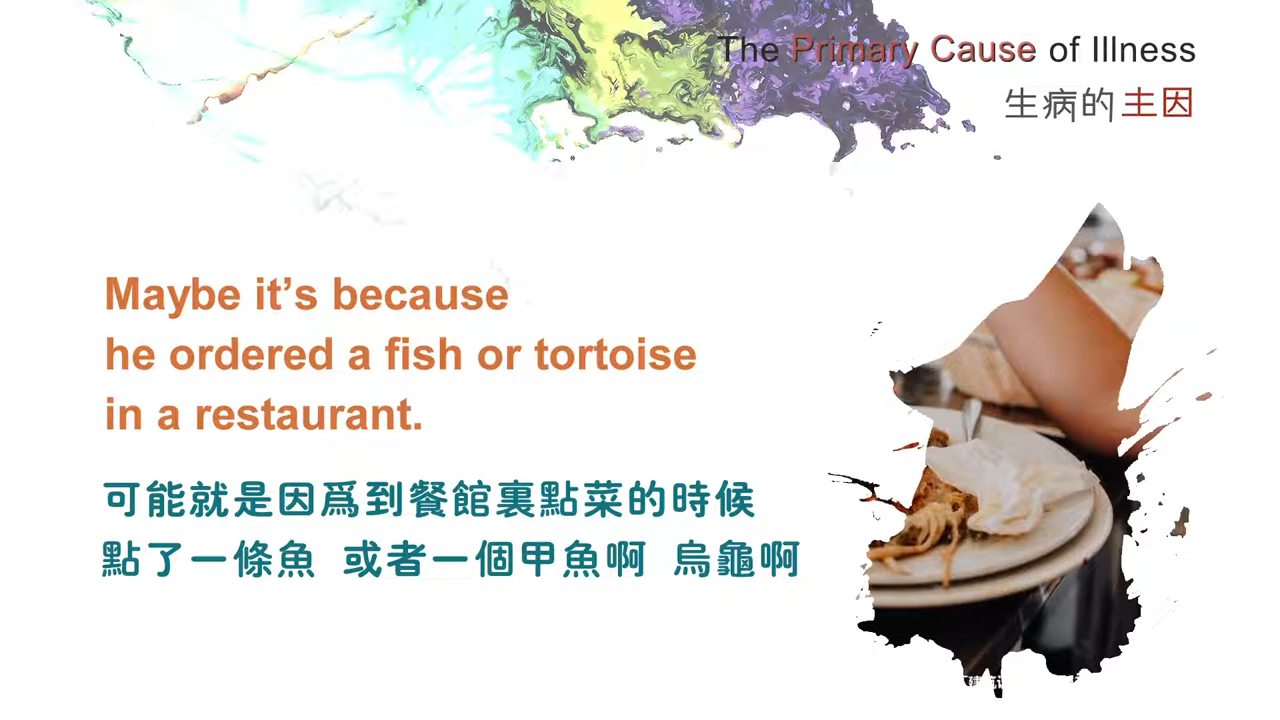 The Primary Cause of Illness
生病的主因
Maybe it’s because
he ordered a fish or tortoise
in a restaurant.
可能就是因爲到餐館裏點菜的時候
點了一條魚 或者一個甲魚啊 烏龜啊